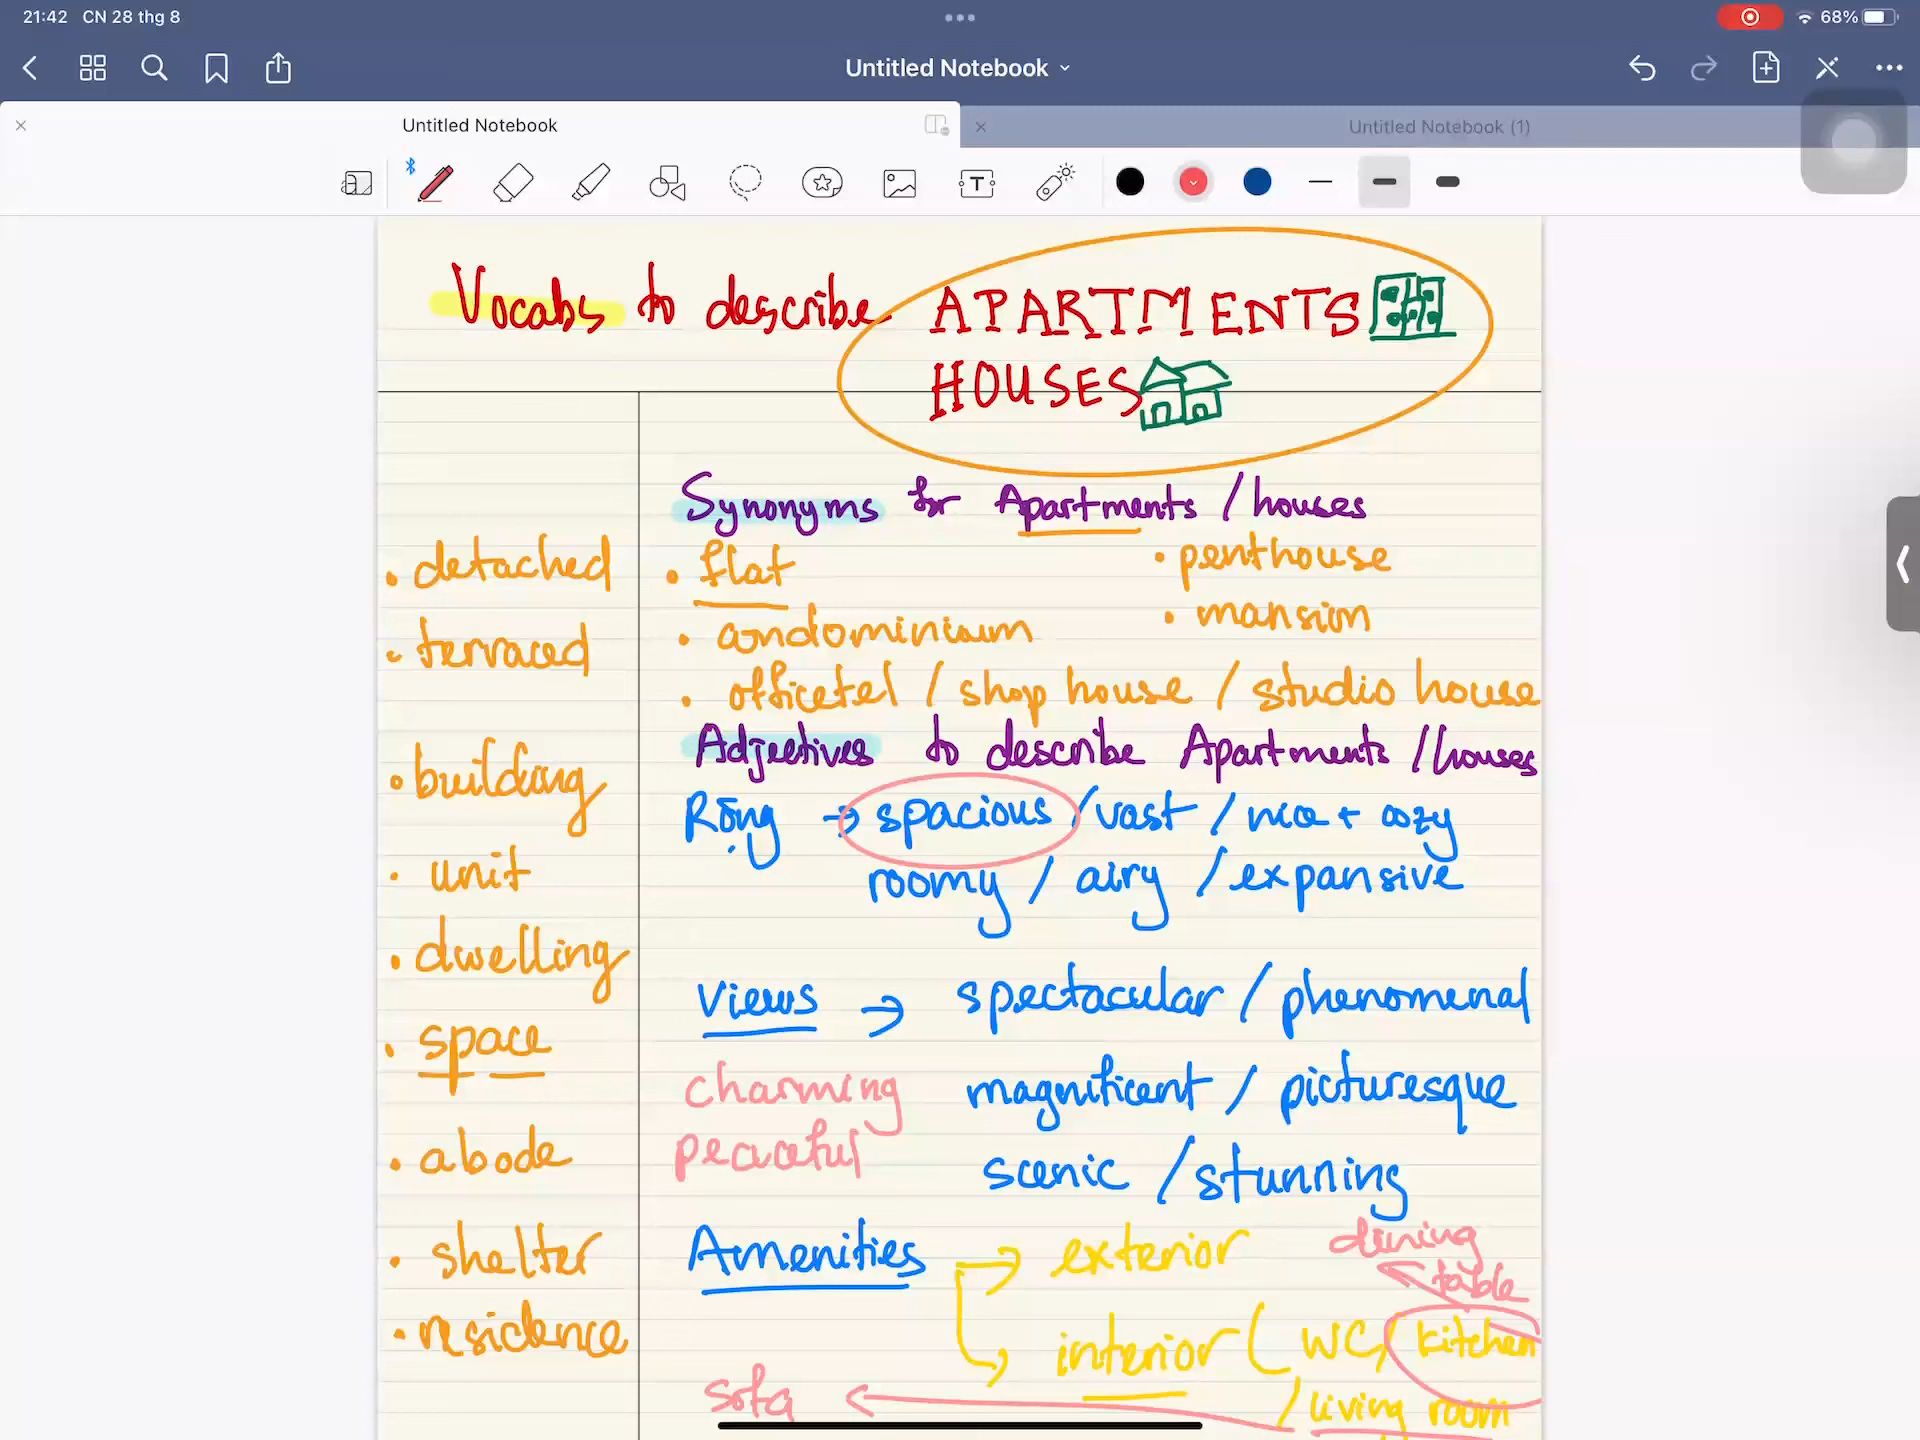 21:42 CN 28 thg 8
68%
Untitled Notebook
Untitled Notebook
Untitled Notebook (1)
Vocabs to describe APARTMENTS
HOUSES
Synonyms for Apartments / houses
• detached
• terraced
• building
• unit
• dwelling
• space
• abode
• shelter
• residence
• flat
• penthouse
• condominium
• mansion
• officetel / shop house / studio house
Adjectives to describe Apartments / houses
Rộng → spacious / vast / nice + cozy
roomy / airy / expansive
Views → spectacular / phenomenal
charming magnificent / picturesque
peaceful scenic / stunning
Amenities → exterior
dining
table
interior ( WC / kitchen
sofa
/ living room